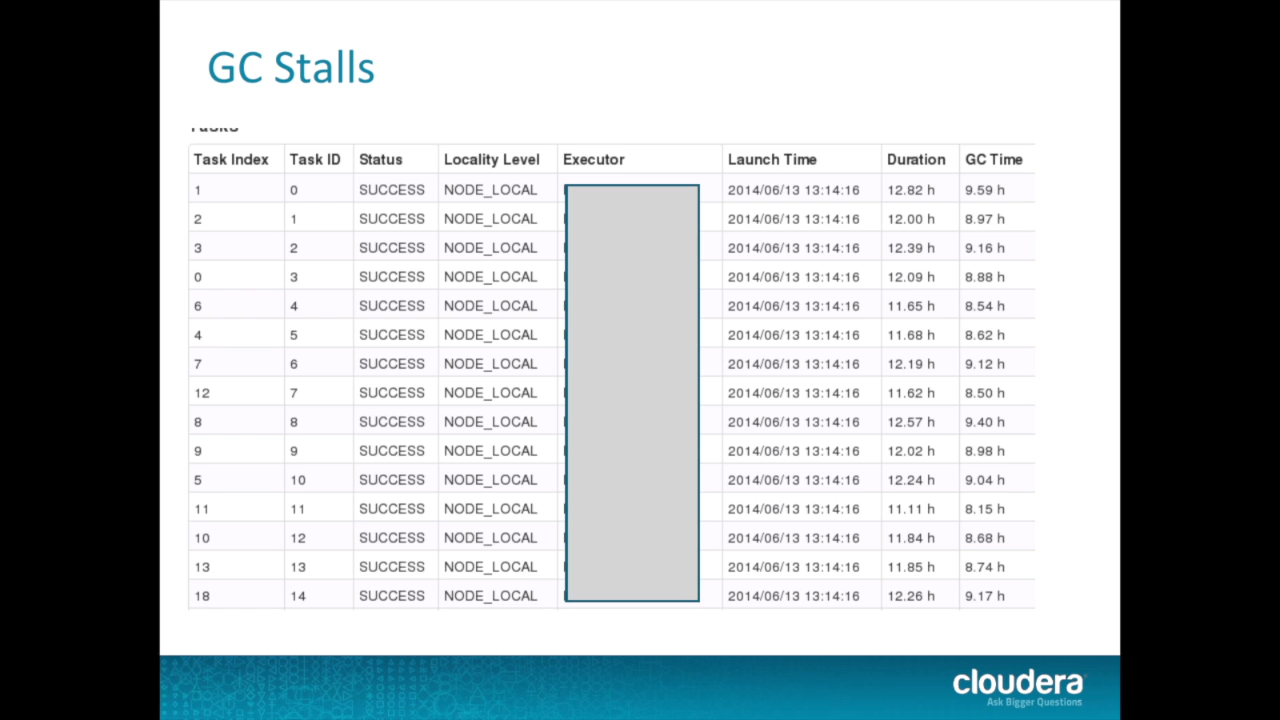 GC Stalls
Tasks
Task Index Task ID Status Locality Level Executor Launch Time Duration GC Time
1 0 SUCCESS NODE_LOCAL 2014/06/13 13:14:16 12.82 h 9.59 h
2 1 SUCCESS NODE_LOCAL 2014/06/13 13:14:16 12.00 h 8.97 h
3 2 SUCCESS NODE_LOCAL 2014/06/13 13:14:16 12.39 h 9.16 h
0 3 SUCCESS NODE_LOCAL 2014/06/13 13:14:16 12.09 h 8.88 h
6 4 SUCCESS NODE_LOCAL 2014/06/13 13:14:16 11.65 h 8.54 h
4 5 SUCCESS NODE_LOCAL 2014/06/13 13:14:16 11.68 h 8.62 h
7 6 SUCCESS NODE_LOCAL 2014/06/13 13:14:16 12.19 h 9.12 h
12 7 SUCCESS NODE_LOCAL 2014/06/13 13:14:16 11.62 h 8.50 h
8 8 SUCCESS NODE_LOCAL 2014/06/13 13:14:16 12.57 h 9.40 h
9 9 SUCCESS NODE_LOCAL 2014/06/13 13:14:16 12.02 h 8.98 h
5 10 SUCCESS NODE_LOCAL 2014/06/13 13:14:16 12.24 h 9.04 h
11 11 SUCCESS NODE_LOCAL 2014/06/13 13:14:16 11.11 h 8.15 h
10 12 SUCCESS NODE_LOCAL 2014/06/13 13:14:16 11.84 h 8.68 h
13 13 SUCCESS NODE_LOCAL 2014/06/13 13:14:16 11.85 h 8.74 h
18 14 SUCCESS NODE_LOCAL 2014/06/13 13:14:16 12.26 h 9.17 h
cloudera
Ask Bigger Questions